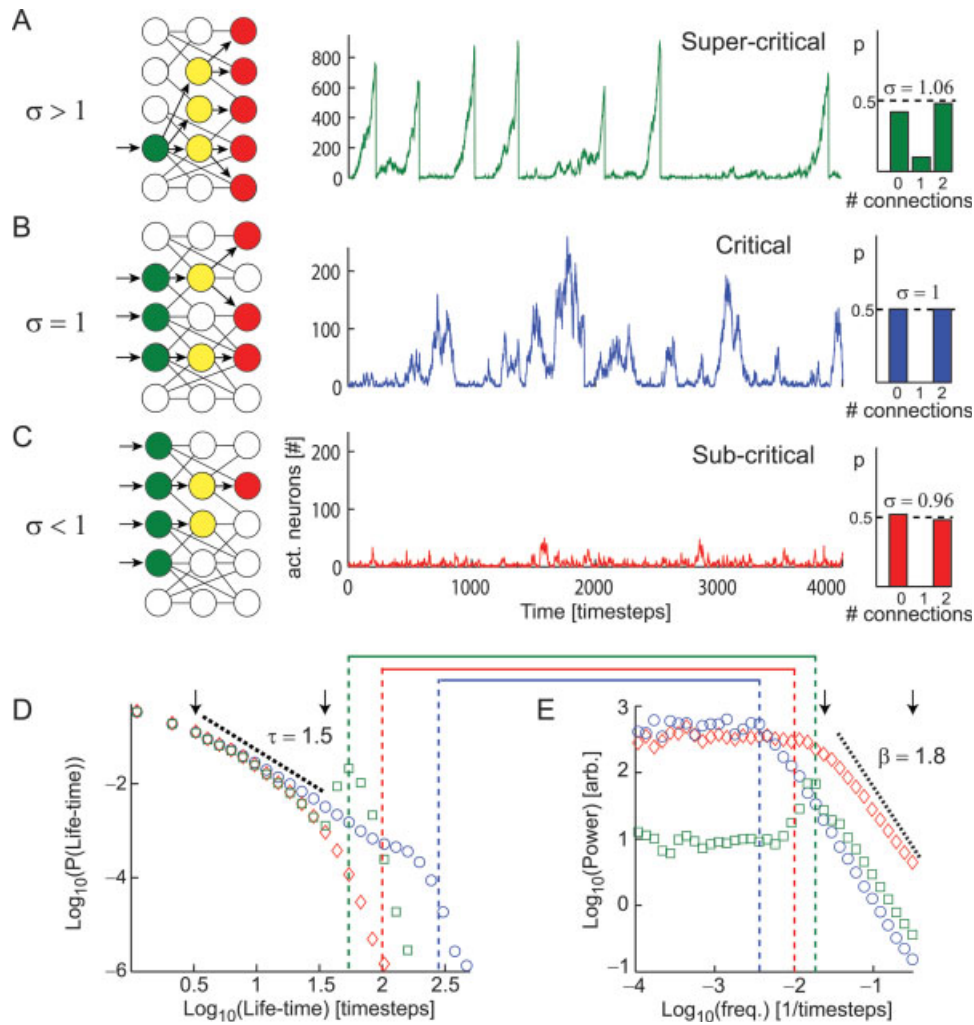 A
σ > 1
Super-critical
800
600
400
200
0
p
σ = 1.06
0.5
0 1 2
# connections
B
σ = 1
Critical
200
100
0
p
σ = 1
0.5
0 1 2
# connections
C
σ < 1
Sub-critical
act. neurons [#]
200
100
0
0 1000 2000 3000 4000
Time [timesteps]
p
σ = 0.96
0.5
0 1 2
# connections
D
τ = 1.5
Log10(P(Life-time))
−2
−4
−6
0.5 1 1.5 2 2.5
Log10(Life-time) [timesteps]
E
β = 1.8
Log10(Power) [arb.]
3
2
1
0
−1
−4 −3 −2 −1 0
Log10(freq.) [1/timesteps]